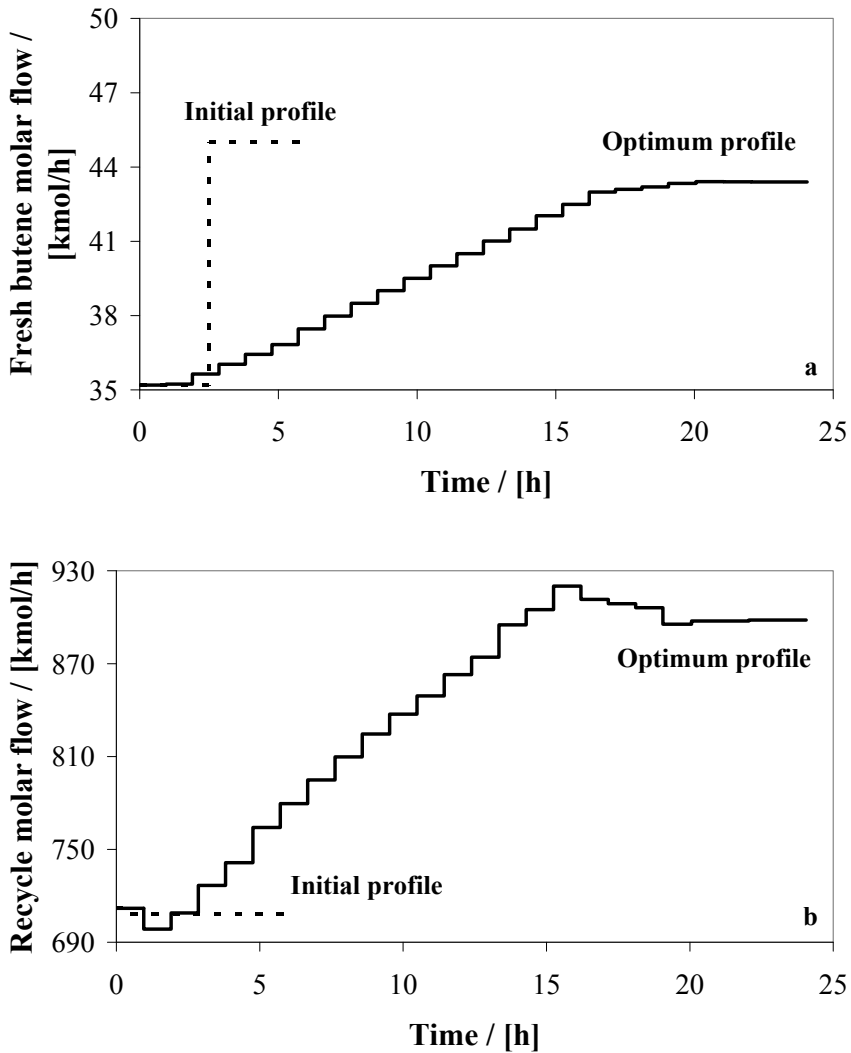 Fresh butene molar flow /
[kmol/h]
50
47
44
41
38
35
Initial profile
Optimum profile
a
0
5
10
15
20
25
Time / [h]
Recycle molar flow / [kmol/h]
930
870
810
750
690
Optimum profile
Initial profile
b
0
5
10
15
20
25
Time / [h]